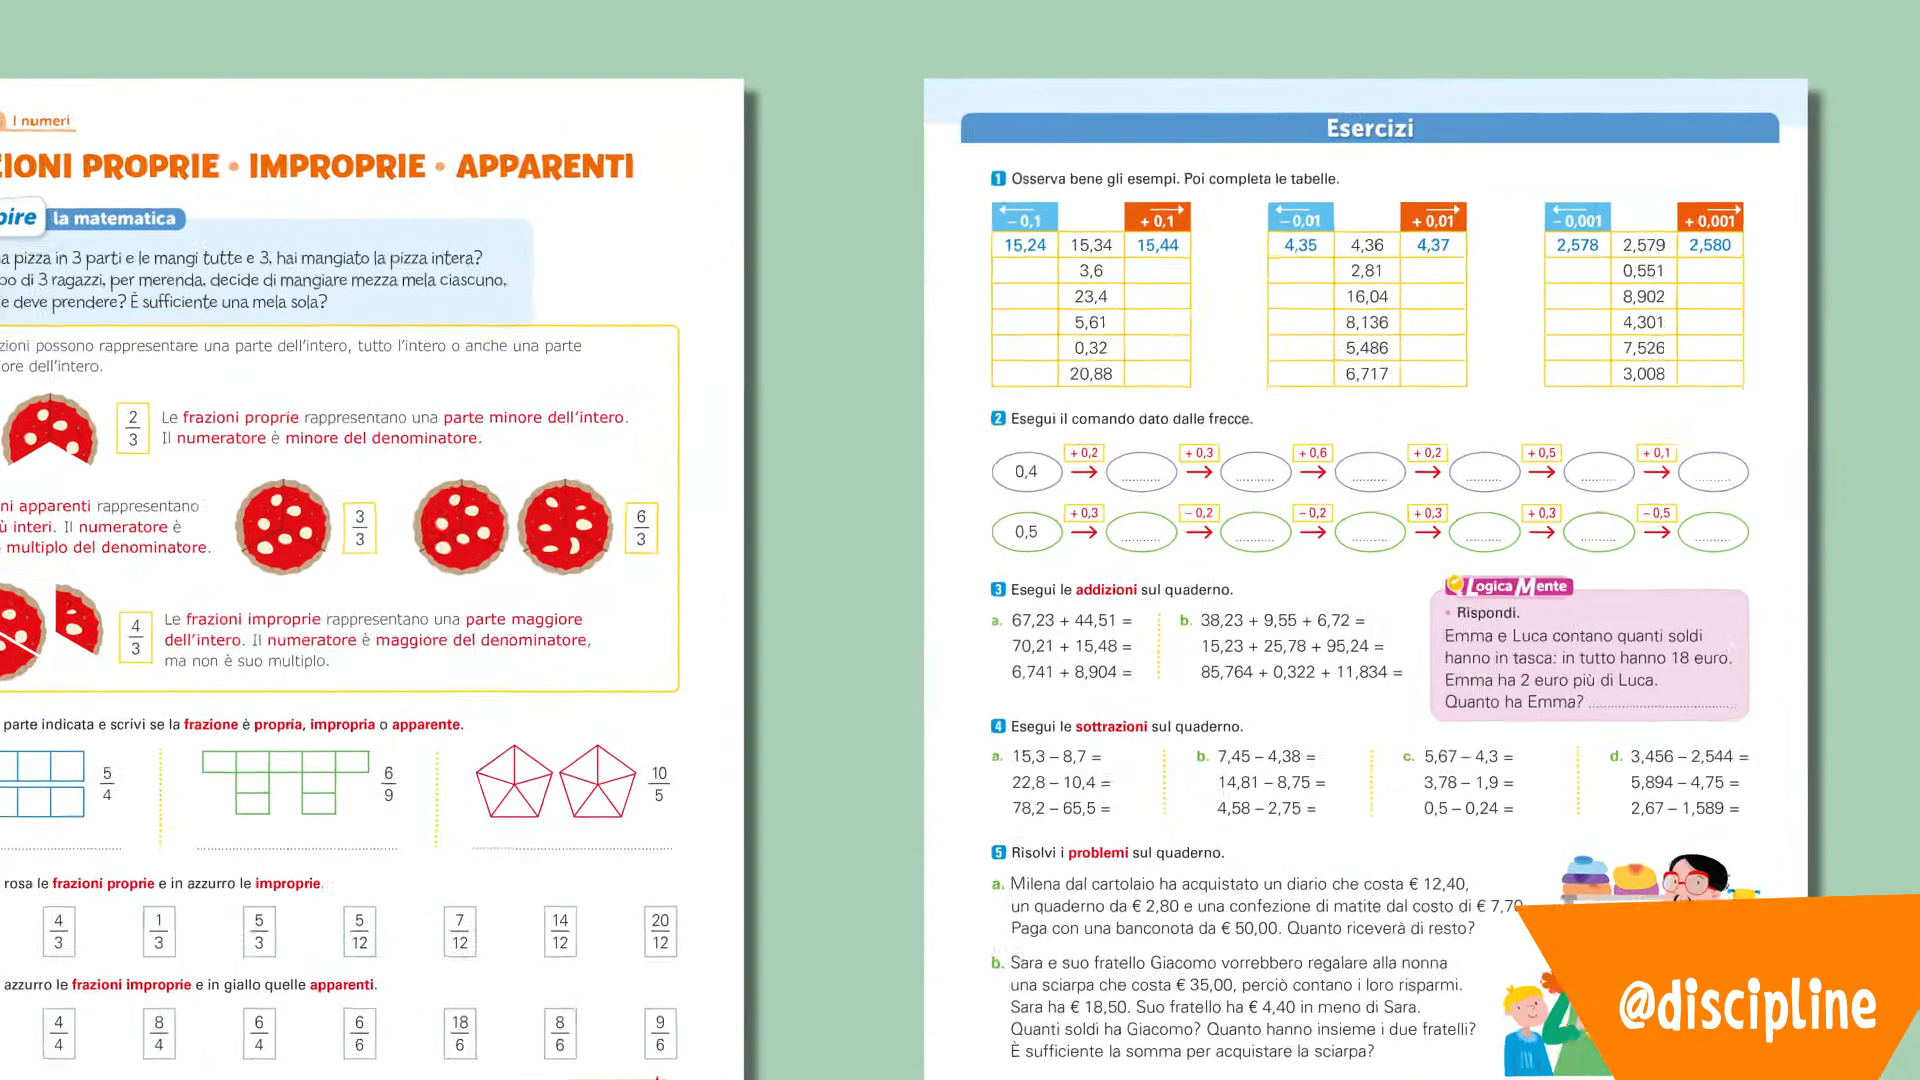 I numeri
ZIONI PROPRIE • IMPROPRIE • APPARENTI
la matematica
a pizza in 3 parti e le mangi tutte e 3, hai mangiato la pizza intera?
po di 3 ragazzi, per merenda, decide di mangiare mezza mela ciascuno,
e deve prendere? È sufficiente una mela sola?
zioni possono rappresentare una parte dell'intero, tutto l'intero o anche una parte
ore dell'intero.
2/3
Le frazioni proprie rappresentano una parte minore dell'intero.
Il numeratore è minore del denominatore.
ni apparenti rappresentano
ù interi. Il numeratore è
multiplo del denominatore.
3/3
6/3
4/3
Le frazioni improprie rappresentano una parte maggiore
dell'intero. Il numeratore è maggiore del denominatore,
ma non è suo multiplo.
parte indicata e scrivi se la frazione è propria, impropria o apparente.
5/4 6/9 10/5
rosa le frazioni proprie e in azzurro le improprie.
4/3 1/3 5/3 5/12 7/12 14/12 20/12
azzurro le frazioni improprie e in giallo quelle apparenti.
4/4 8/4 6/4 6/6 18/6 8/6 9/6
Esercizi
1 Osserva bene gli esempi. Poi completa le tabelle.
– 0,1 + 0,1
15,24 15,34 15,44
3,6
23,4
5,61
0,32
20,88
– 0,01 + 0,01
4,35 4,36 4,37
2,81
16,04
8,136
5,486
6,717
– 0,001 + 0,001
2,578 2,579 2,580
0,551
8,902
4,301
7,526
3,008
2 Esegui il comando dato dalle frecce.
+ 0,2 + 0,3 + 0,6 + 0,2 + 0,5 + 0,1
0,4 ........... ........... ........... ........... ........... ...........
+ 0,3 – 0,2 – 0,2 + 0,3 + 0,3 – 0,5
0,5 ........... ........... ........... ........... ........... ...........
3 Esegui le addizioni sul quaderno.
a. 67,23 + 44,51 =
70,21 + 15,48 =
6,741 + 8,904 =
b. 38,23 + 9,55 + 6,72 =
15,23 + 25,78 + 95,24 =
85,764 + 0,322 + 11,834 =
Logica Mente
• Rispondi.
Emma e Luca contano quanti soldi
hanno in tasca: in tutto hanno 18 euro.
Emma ha 2 euro più di Luca.
Quanto ha Emma? ....................................
4 Esegui le sottrazioni sul quaderno.
a. 15,3 – 8,7 =
22,8 – 10,4 =
78,2 – 65,5 =
b. 7,45 – 4,38 =
14,81 – 8,75 =
4,58 – 2,75 =
c. 5,67 – 4,3 =
3,78 – 1,9 =
0,5 – 0,24 =
d. 3,456 – 2,544 =
5,894 – 4,75 =
2,67 – 1,589 =
5 Risolvi i problemi sul quaderno.
a. Milena dal cartolaio ha acquistato un diario che costa € 12,40,
un quaderno da € 2,80 e una confezione di matite dal costo di € 7,70
Paga con una banconota da € 50,00. Quanto riceverà di resto?
b. Sara e suo fratello Giacomo vorrebbero regalare alla nonna
una sciarpa che costa € 35,00, perciò contano i loro risparmi.
Sara ha € 18,50. Suo fratello ha € 4,40 in meno di Sara.
Quanti soldi ha Giacomo? Quanto hanno insieme i due fratelli?
È sufficiente la somma per acquistare la sciarpa?
@discipline